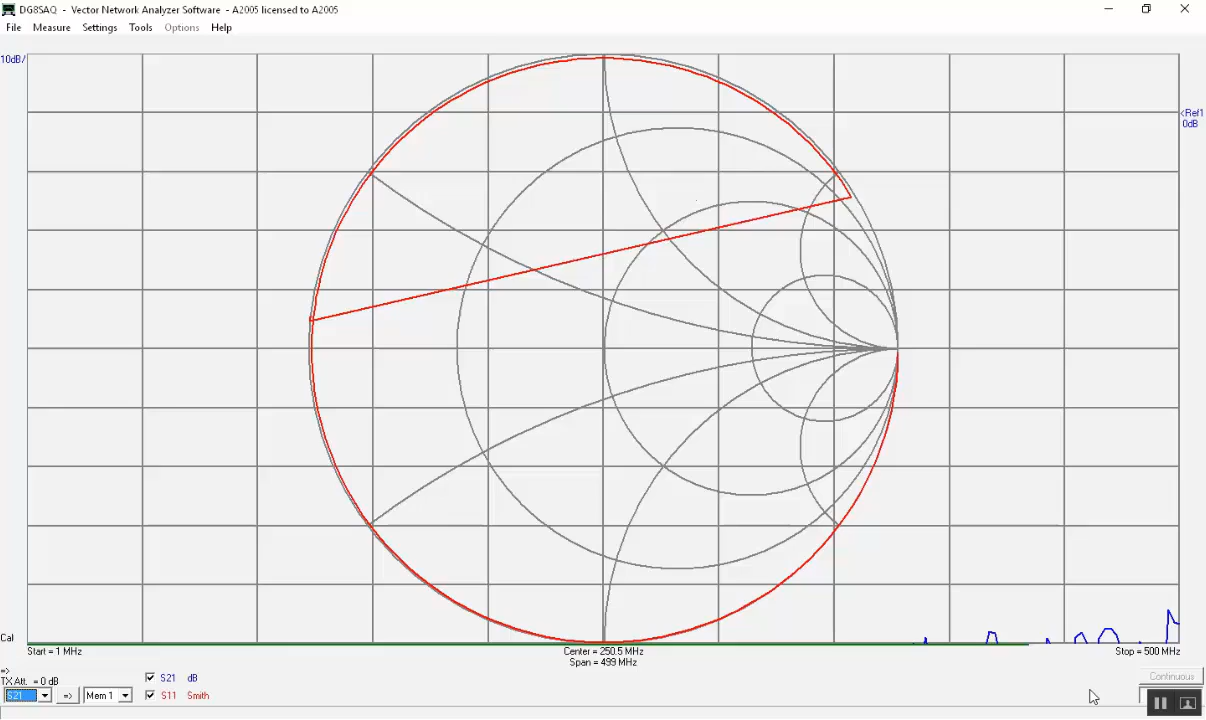 DG8SAQ - Vector Network Analyzer Software - A2005 licensed to A2005
File Measure Settings Tools Options Help
10dB/
<Ref1
0dB
Cal
Start = 1 MHz Center = 250.5 MHz Stop = 500 MHz
Span = 499 MHz
=>
TX Att. = 0 dB S21 dB Continuous
S21 => Mem 1 S11 Smith